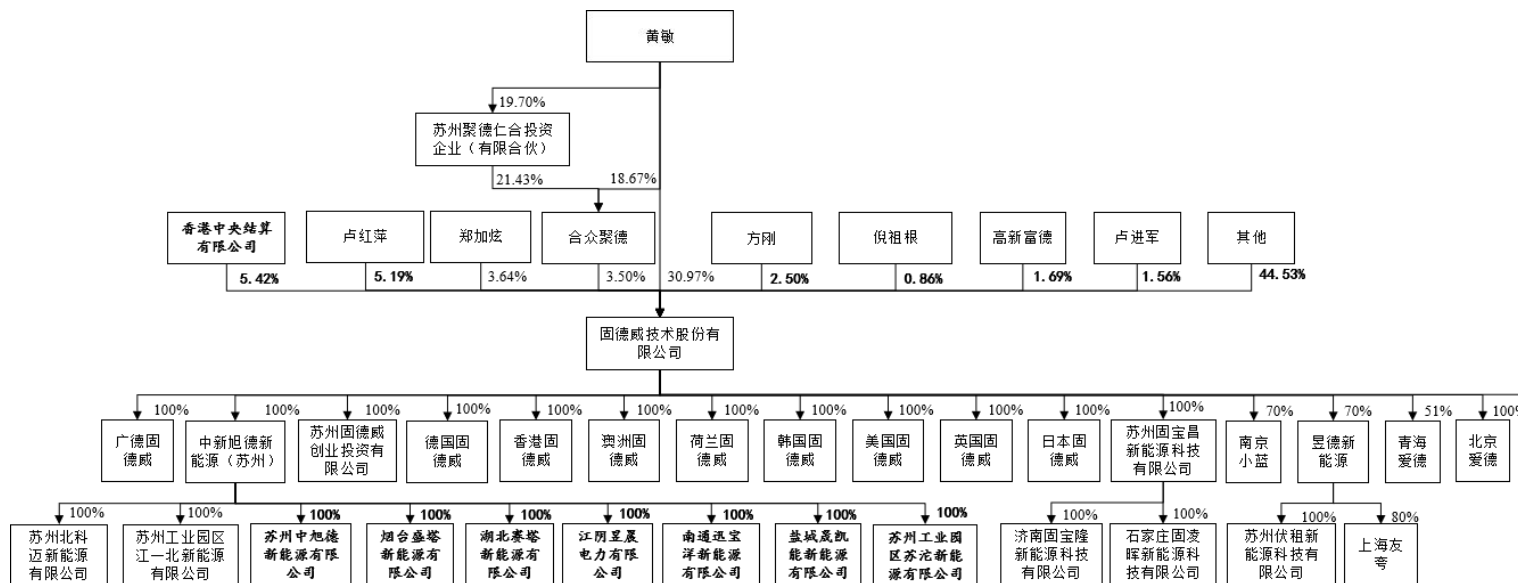 黄敏
19.70%
苏州聚德仁合投资
企业（有限合伙）
21.43%
18.67%
香港中央结算
有限公司
卢红萍
郑加炫
合众聚德
方刚
倪祖根
高新富德
卢进军
其他
5.42%
5.19%
3.64%
3.50%
30.97%
2.50%
0.86%
1.69%
1.56%
44.53%
固德威技术股份有
限公司
100%
100%
100%
100%
100%
100%
100%
100%
100%
100%
100%
100%
70%
70%
51%
100%
广德固
德威
中新旭德新
能源（苏州）
苏州固德威
创业投资有
限公司
德国固
德威
香港固
德威
澳洲固
德威
荷兰固
德威
韩国固
德威
美国固
德威
英国固
德威
日本固
德威
苏州固宝昌
新能源科技
有限公司
南京
小蓝
昱德新
能源
青海
爱德
北京
爱德
100%
100%
100%
100%
100%
100%
100%
100%
100%
100%
100%
100%
80%
苏州北科
迈新能源
有限公司
苏州工业园区
江一北新能源
有限公司
苏州中旭德
新能源有限
公司
烟台盛塔
新能源有
限公司
湖北赛塔
新能源有
限公司
江阴昱晨
电力有限
公司
南通迅宝
洋新能源
有限公司
盐城晟凯
能新能源
有限公司
苏州工业园
区苏沱新能
源有限公司
济南固宝隆
新能源科技
有限公司
石家庄固凌
晖新能源科
技有限公司
苏州伏租新
能源科技有
限公司
上海友
弯